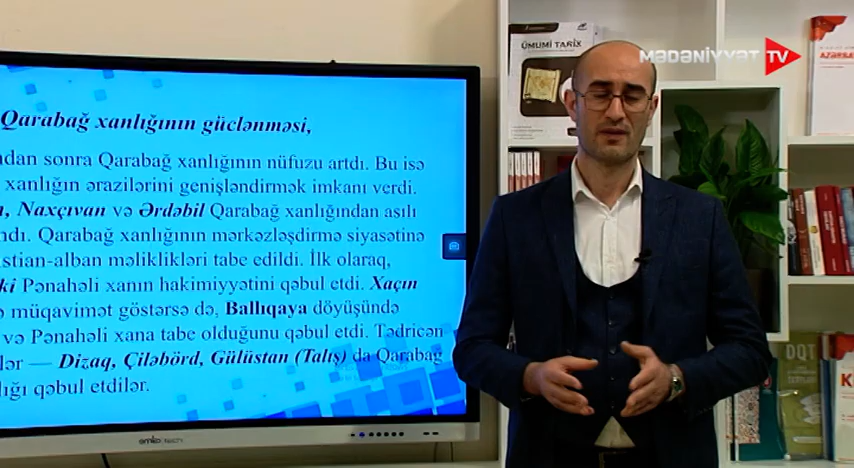 Qarabağ xanlığının güclənməsi,
ndan sonra Qarabağ xanlığının nüfuzu artdı. Bu isə
xanlığın ərazilərini genişləndirmək imkanı verdi.
n, Naxçıvan və Ərdəbil Qarabağ xanlığından asılı
ndı. Qarabağ xanlığının mərkəzləşdirmə siyasətinə
istian-alban məliklikləri tabe edildi. İlk olaraq,
ki Pənahəli xanın hakimiyyətini qəbul etdi. Xaçın
ə müqavimət göstərsə də, Ballıqaya döyüşündə
və Pənahəli xana tabe olduğunu qəbul etdi. Tədricən
lər — Dizaq, Çiləbörd, Gülüstan (Talış) da Qarabağ
lığı qəbul etdilər.
ÜMUMİ TARİX
MƏDƏNİYYƏT TV
AZƏRBA
DQT
K